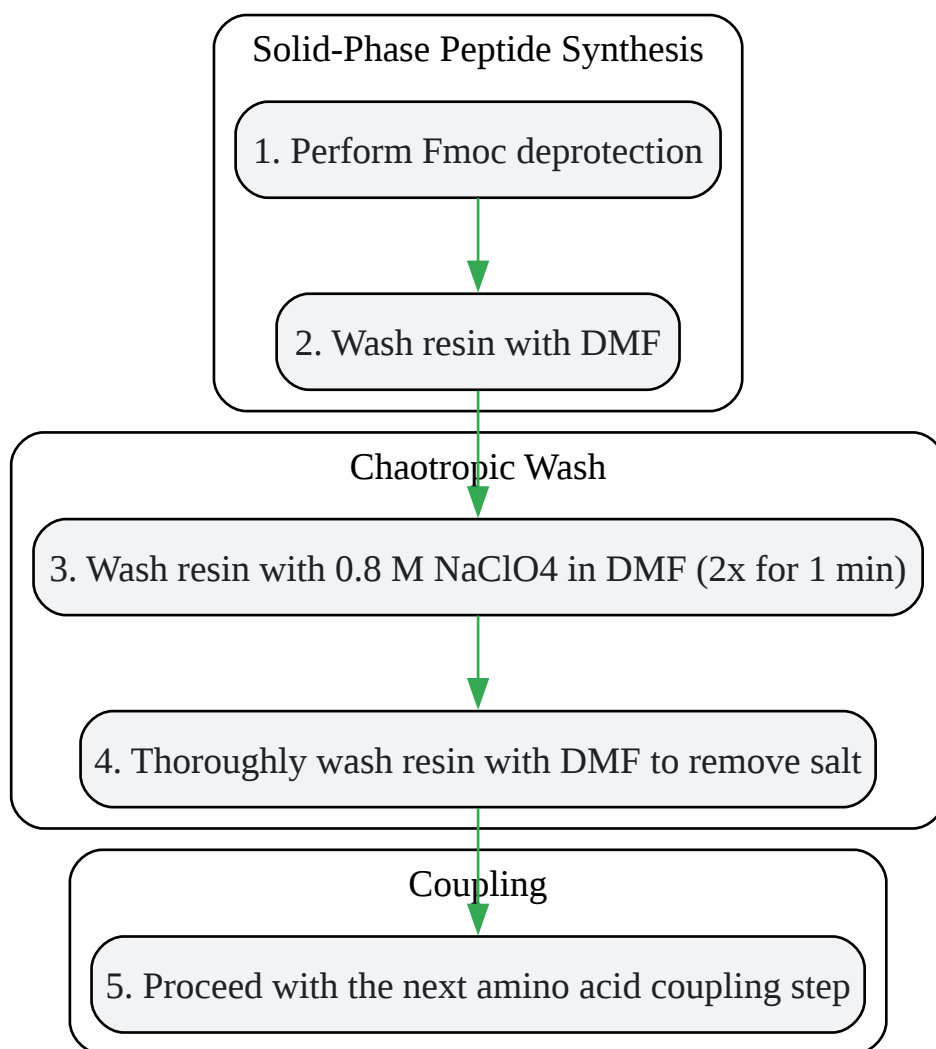 Solid-Phase Peptide Synthesis
1. Perform Fmoc deprotection
2. Wash resin with DMF
Chaotropic Wash
3. Wash resin with 0.8 M NaClO4 in DMF (2x for 1 min)
4. Thoroughly wash resin with DMF to remove salt
Coupling
5. Proceed with the next amino acid coupling step